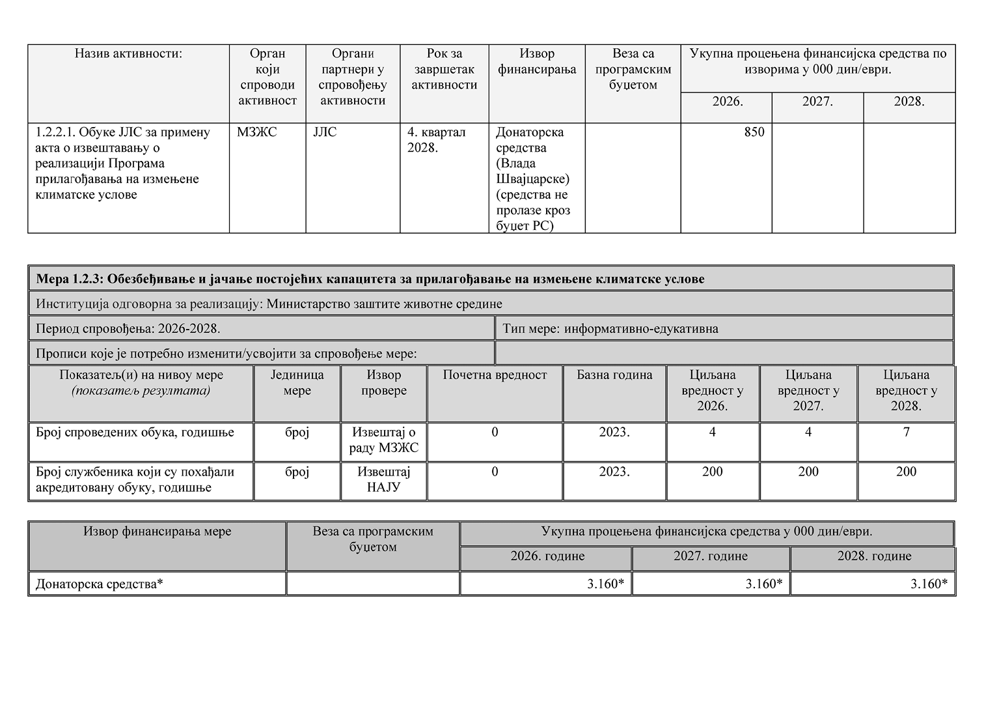 Назив активности:
Орган
који
спроводи
активност
Органи
партнери у
спровођењу
активности
Рок за
завршетак
активности
Извор
финансирања
Веза са
програмским
буџетом
Укупна процењена финансијска средства по
изворима у 000 дин/еври.
2026.
2027.
2028.
1.2.2.1. Обуке ЈЛС за примену
акта о извештавању о
реализацији Програма
прилагођавања на измењене
климатске услове
МЗЖС
ЈЛС
4. квартал
2028.
Донаторска
средства
(Влада
Швајцарске)
(средства не
пролазе кроз
буџет РС)
850
Мера 1.2.3: Обезбеђивање и јачање постојећих капацитета за прилагођавање на измењене климатске услове
Институција одговорна за реализацију: Министарство заштите животне средине
Период спровођења: 2026-2028.
Тип мере: информативно-едукативна
Прописи које је потребно изменити/усвојити за спровођење мере:
Показатељ(и) на нивоу мере
(показатељ резултата)
Јединица
мере
Извор
провере
Почетна вредност
Базна година
Циљана
вредност у
2026.
Циљана
вредност у
2027.
Циљана
вредност у
2028.
Број спроведених обука, годишње
број
Извештај о
раду МЗЖС
0
2023.
4
4
7
Број службеника који су похађали
акредитовану обуку, годишње
број
Извештај
НАЈУ
0
2023.
200
200
200
Извор финансирања мере
Веза са програмским
буџетом
Укупна процењена финансијска средства у 000 дин/еври.
2026. године
2027. године
2028. године
Донаторска средства*
3.160*
3.160*
3.160*